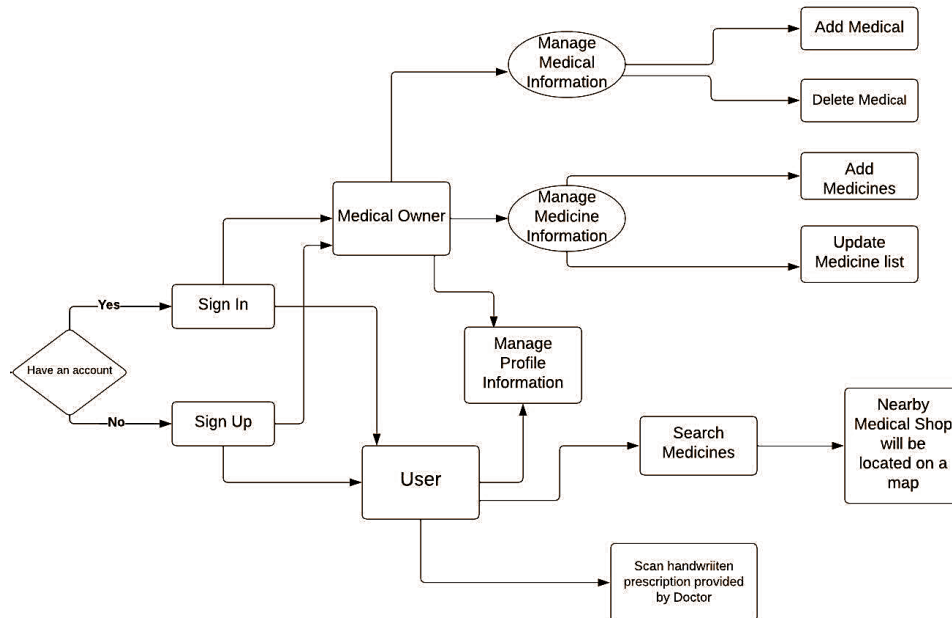 Manage
Medical
Information
Add Medical
Delete Medical
Medical Owner
Manage
Medicine
Information
Add
Medicines
Update
Medicine list
Yes
Sign In
Have an account
No
Sign Up
Manage
Profile
Information
User
Search
Medicines
Nearby
Medical Shop
will be
located on a
map
Scan handwriiten
prescription provided
by Doctor